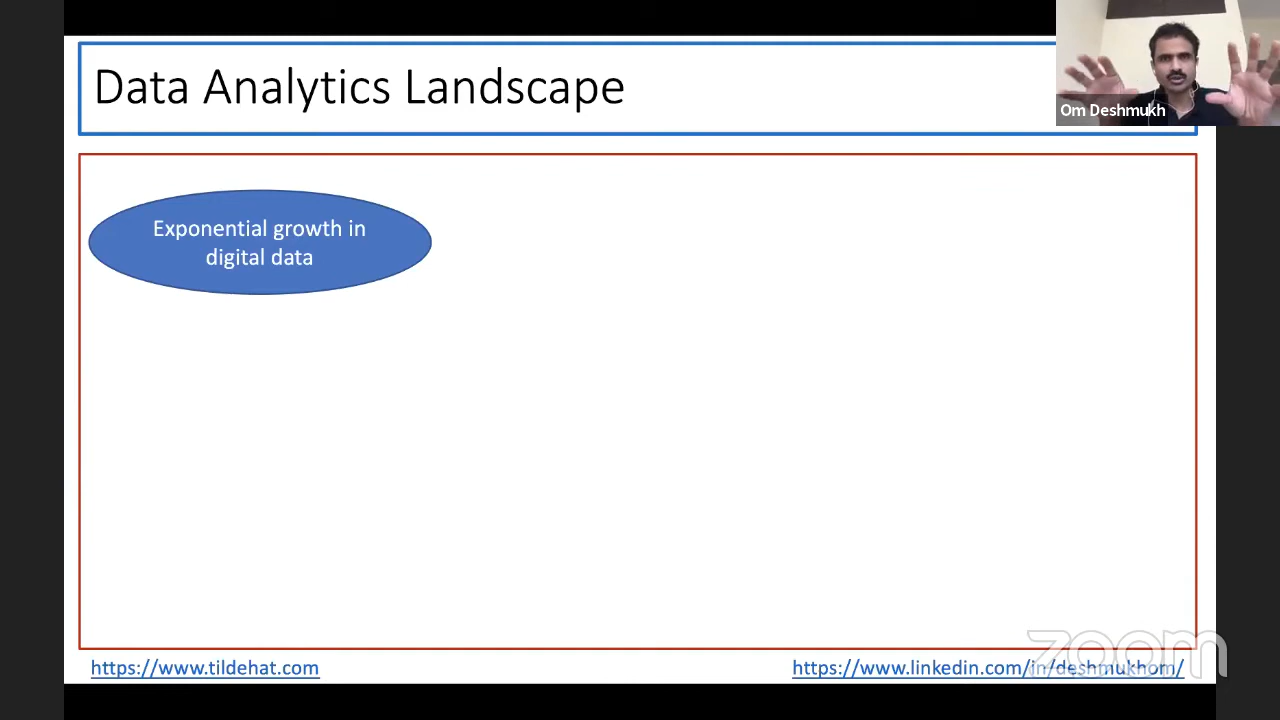 Data Analytics Landscape
Om Deshmukh
Exponential growth in
digital data
zoom
https://www.tildehat.com
https://www.linkedin.com/in/deshmukhom/